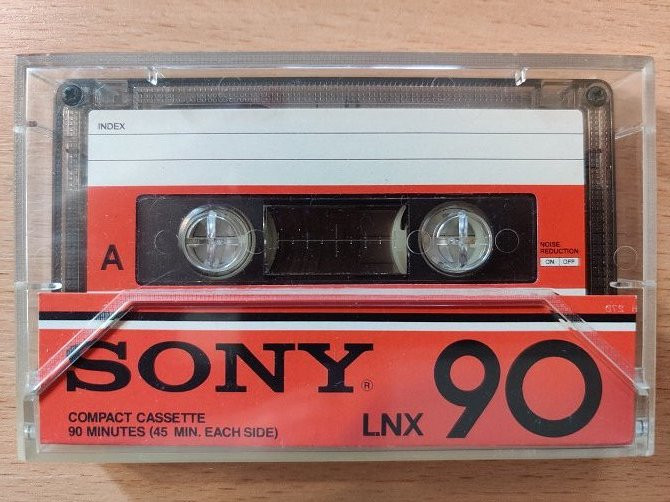 INDEX
A
NOISE
REDUCTION
ON OFF
SONY®
COMPACT CASSETTE
90 MINUTES (45 MIN. EACH SIDE)
LNX 90